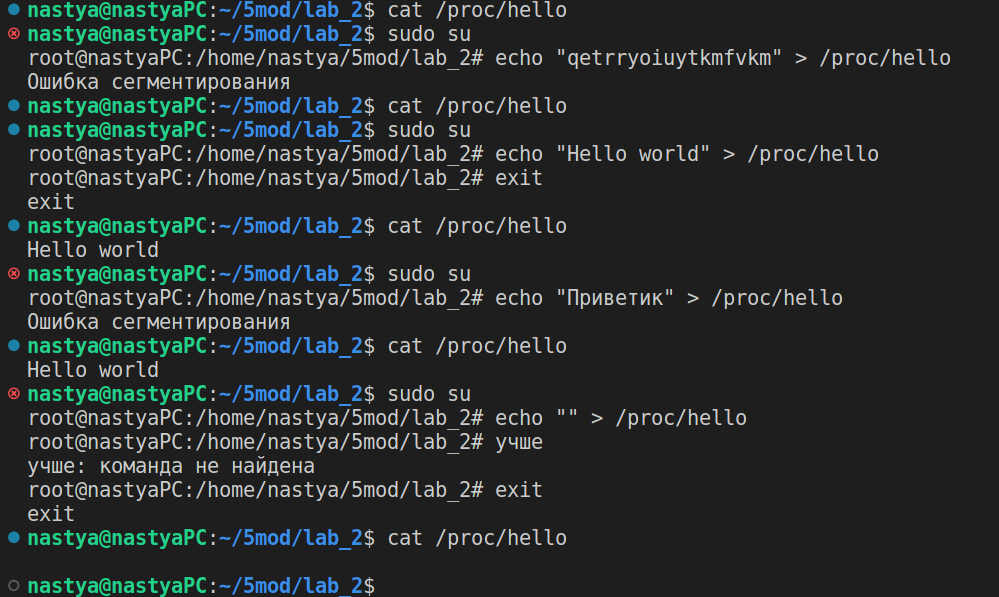 nastya@nastyaPC:~/5mod/lab_2$ cat /proc/hello
nastya@nastyaPC:~/5mod/lab_2$ sudo su
root@nastyaPC:/home/nastya/5mod/lab_2# echo "qetrryoiuytkmfvkm" > /proc/hello
Ошибка сегментирования
nastya@nastyaPC:~/5mod/lab_2$ cat /proc/hello
nastya@nastyaPC:~/5mod/lab_2$ sudo su
root@nastyaPC:/home/nastya/5mod/lab_2# echo "Hello world" > /proc/hello
root@nastyaPC:/home/nastya/5mod/lab_2# exit
exit
nastya@nastyaPC:~/5mod/lab_2$ cat /proc/hello
Hello world
nastya@nastyaPC:~/5mod/lab_2$ sudo su
root@nastyaPC:/home/nastya/5mod/lab_2# echo "Приветик" > /proc/hello
Ошибка сегментирования
nastya@nastyaPC:~/5mod/lab_2$ cat /proc/hello
Hello world
nastya@nastyaPC:~/5mod/lab_2$ sudo su
root@nastyaPC:/home/nastya/5mod/lab_2# echo "" > /proc/hello
root@nastyaPC:/home/nastya/5mod/lab_2# учше
учше: команда не найдена
root@nastyaPC:/home/nastya/5mod/lab_2# exit
exit
nastya@nastyaPC:~/5mod/lab_2$ cat /proc/hello
nastya@nastyaPC:~/5mod/lab_2$